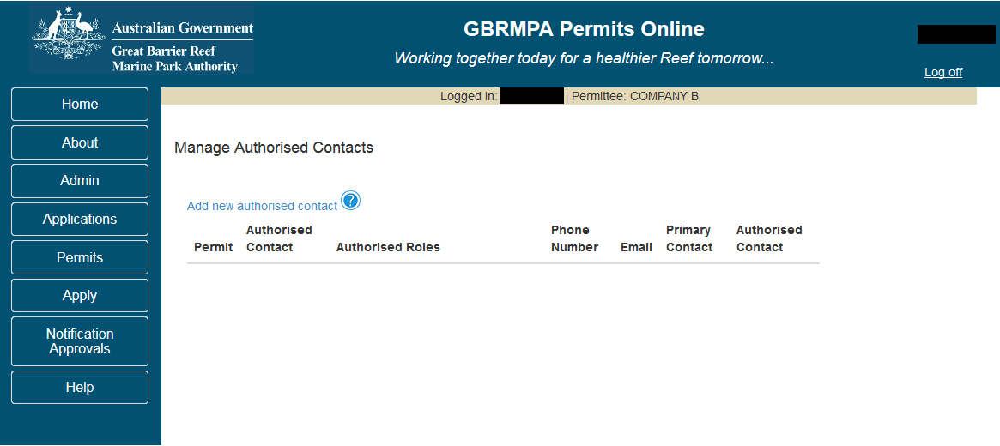 Australian Government
Great Barrier Reef
Marine Park Authority
GBRMPA Permits Online
Working together today for a healthier Reef tomorrow...
Log off
Home
About
Admin
Applications
Permits
Apply
Notification
Approvals
Help
Logged In: | Permittee: COMPANY B
Manage Authorised Contacts
Add new authorised contact ?
Permit Authorised Contact Authorised Roles Phone Number Email Primary Contact Authorised Contact